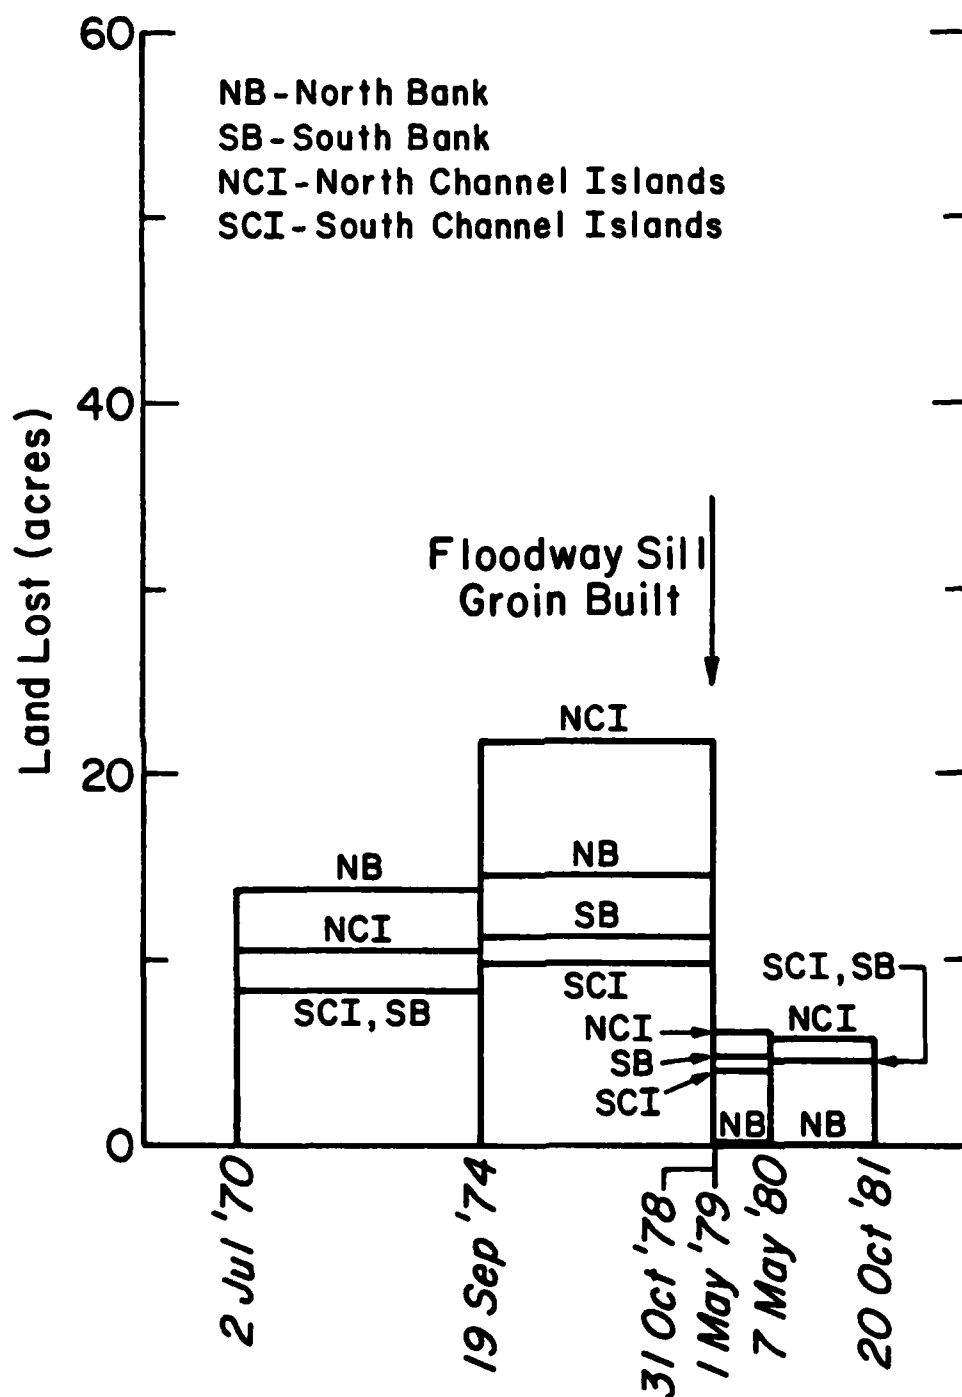 60
NB-North Bank
SB-South Bank
NCI-North Channel Islands
SCI-South Channel Islands
40
Land Lost (acres)
Floodway Sill
Groin Built
NCI
20
NB
NB
SB
NCI
SCI, SB
SCI
SCI, SB
NCI
NCI
SB
SCI
NB
NB
0
2 Jul '70
19 Sep '74
31 Oct '78
1 May '79
7 May '80
20 Oct '81